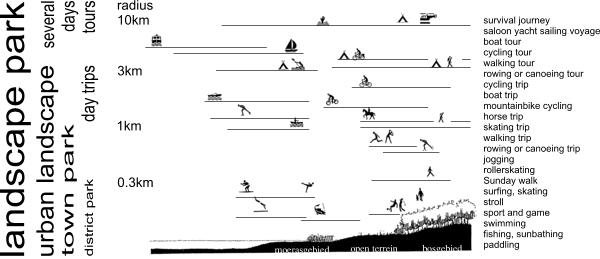 landscape park
urban landscape
town park
district park
several
days
tours
day trips
radius
10km
3km
1km
0.3km
survival journey
saloon yacht sailing voyage
boat tour
cycling tour
walking tour
rowing or canoeing tour
cycling trip
boat trip
mountainbike cycling
horse trip
skating trip
walking trip
rowing or canoeing trip
jogging
rollerskating
Sunday walk
surfing, skating
stroll
sport and game
swimming
fishing, sunbathing
paddling
moerasgebied
open terrein
bosgebied